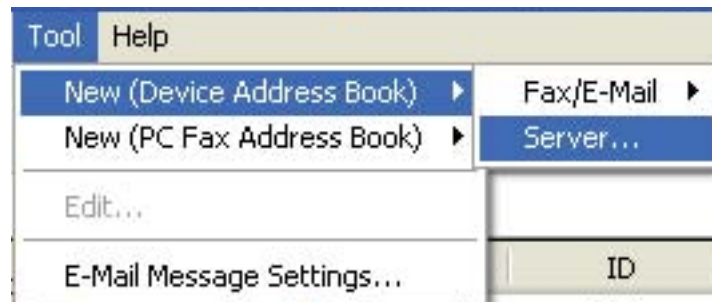 Tool Help
New (Device Address Book) Fax/E-Mail
New (PC Fax Address Book) Server...
Edit...
E-Mail Message Settings... ID